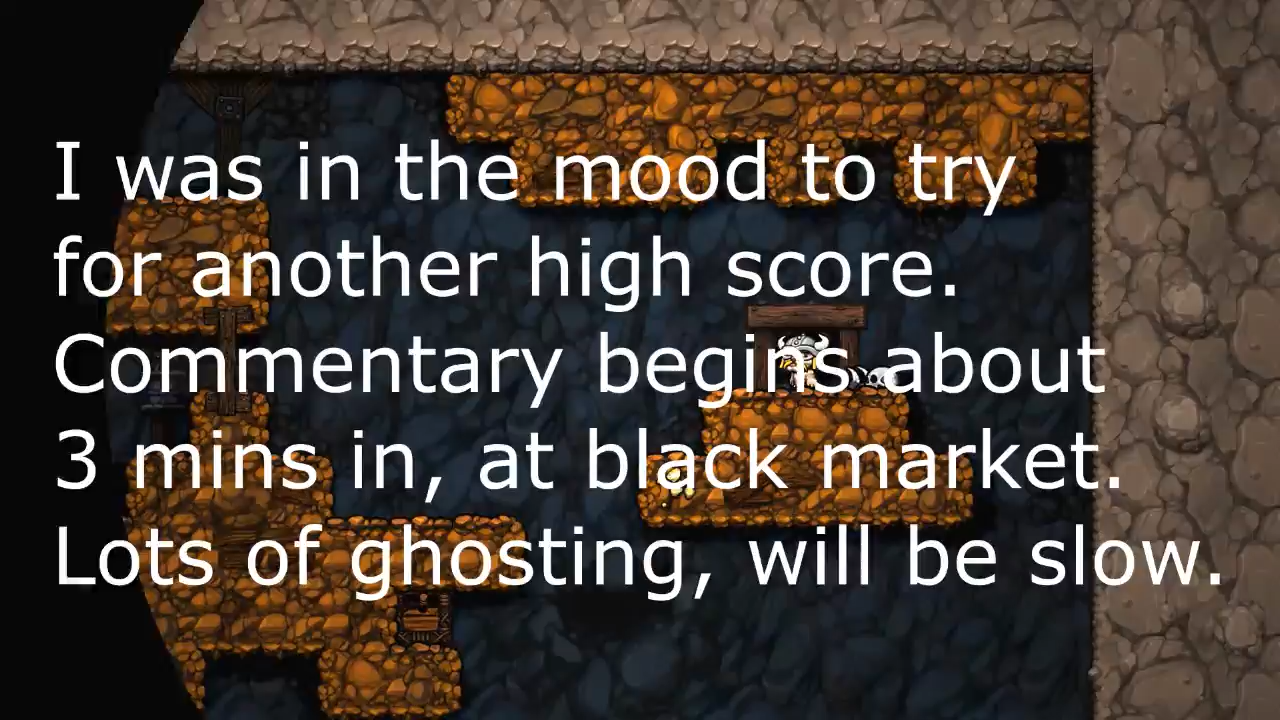 I was in the mood to try
for another high score.
Commentary begins about
3 mins in, at black market.
Lots of ghosting, will be slow.